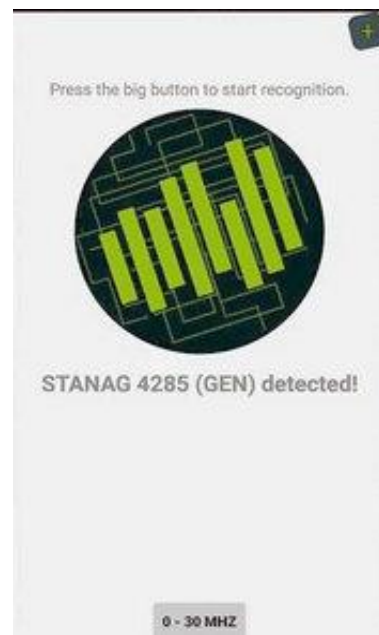 Press the big button to start recognition.
STANAG 4285 (GEN) detected!
0 - 30 MHZ